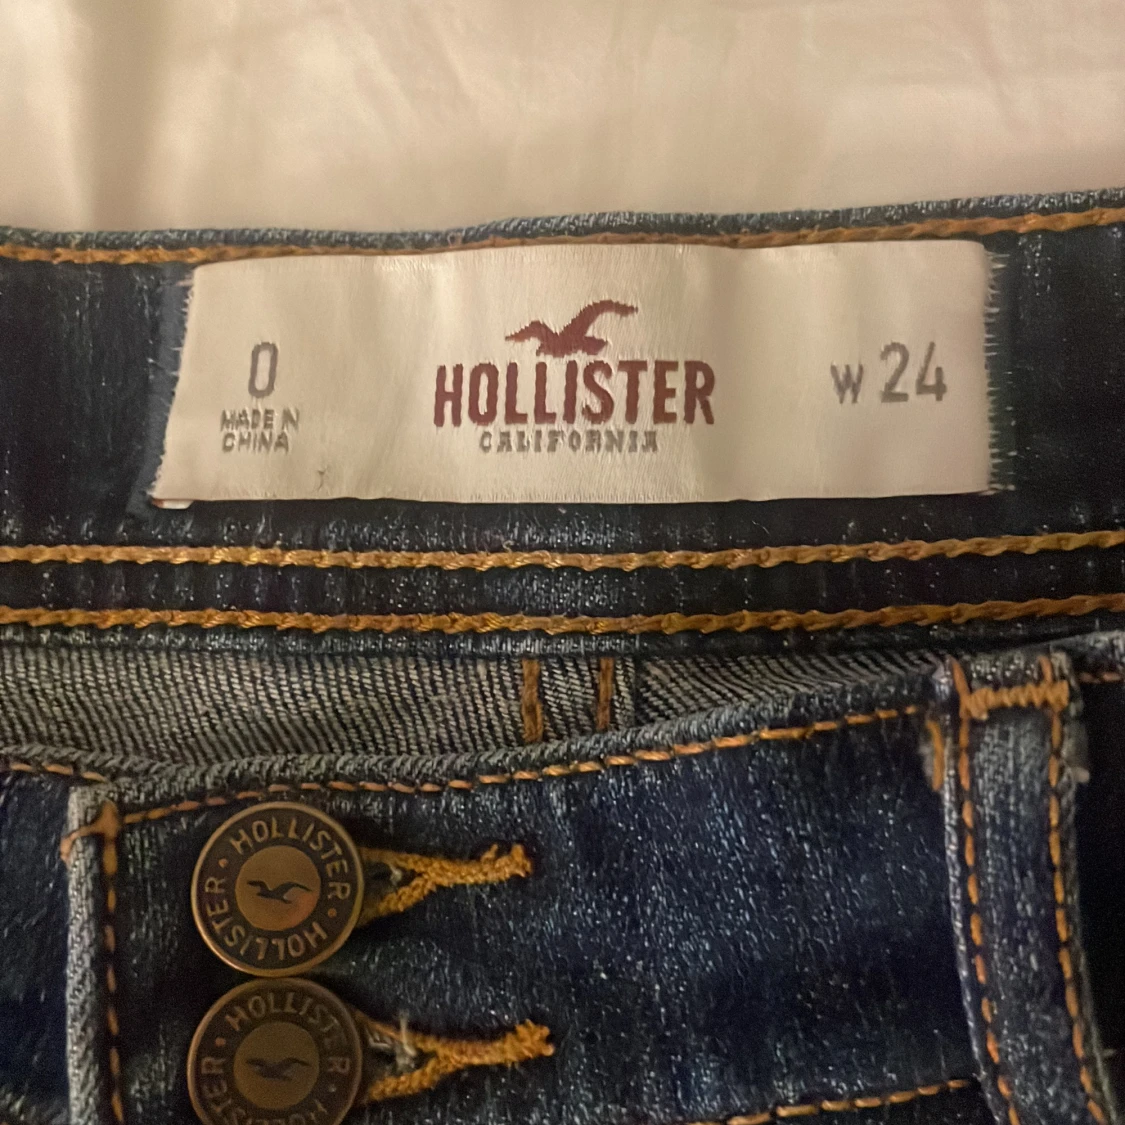 0
MADE IN
CHINA
HOLLISTER
CALIFORNIA
W 24
HOLLISTER • HOLLISTER •
HOLLISTER • HOLLISTER